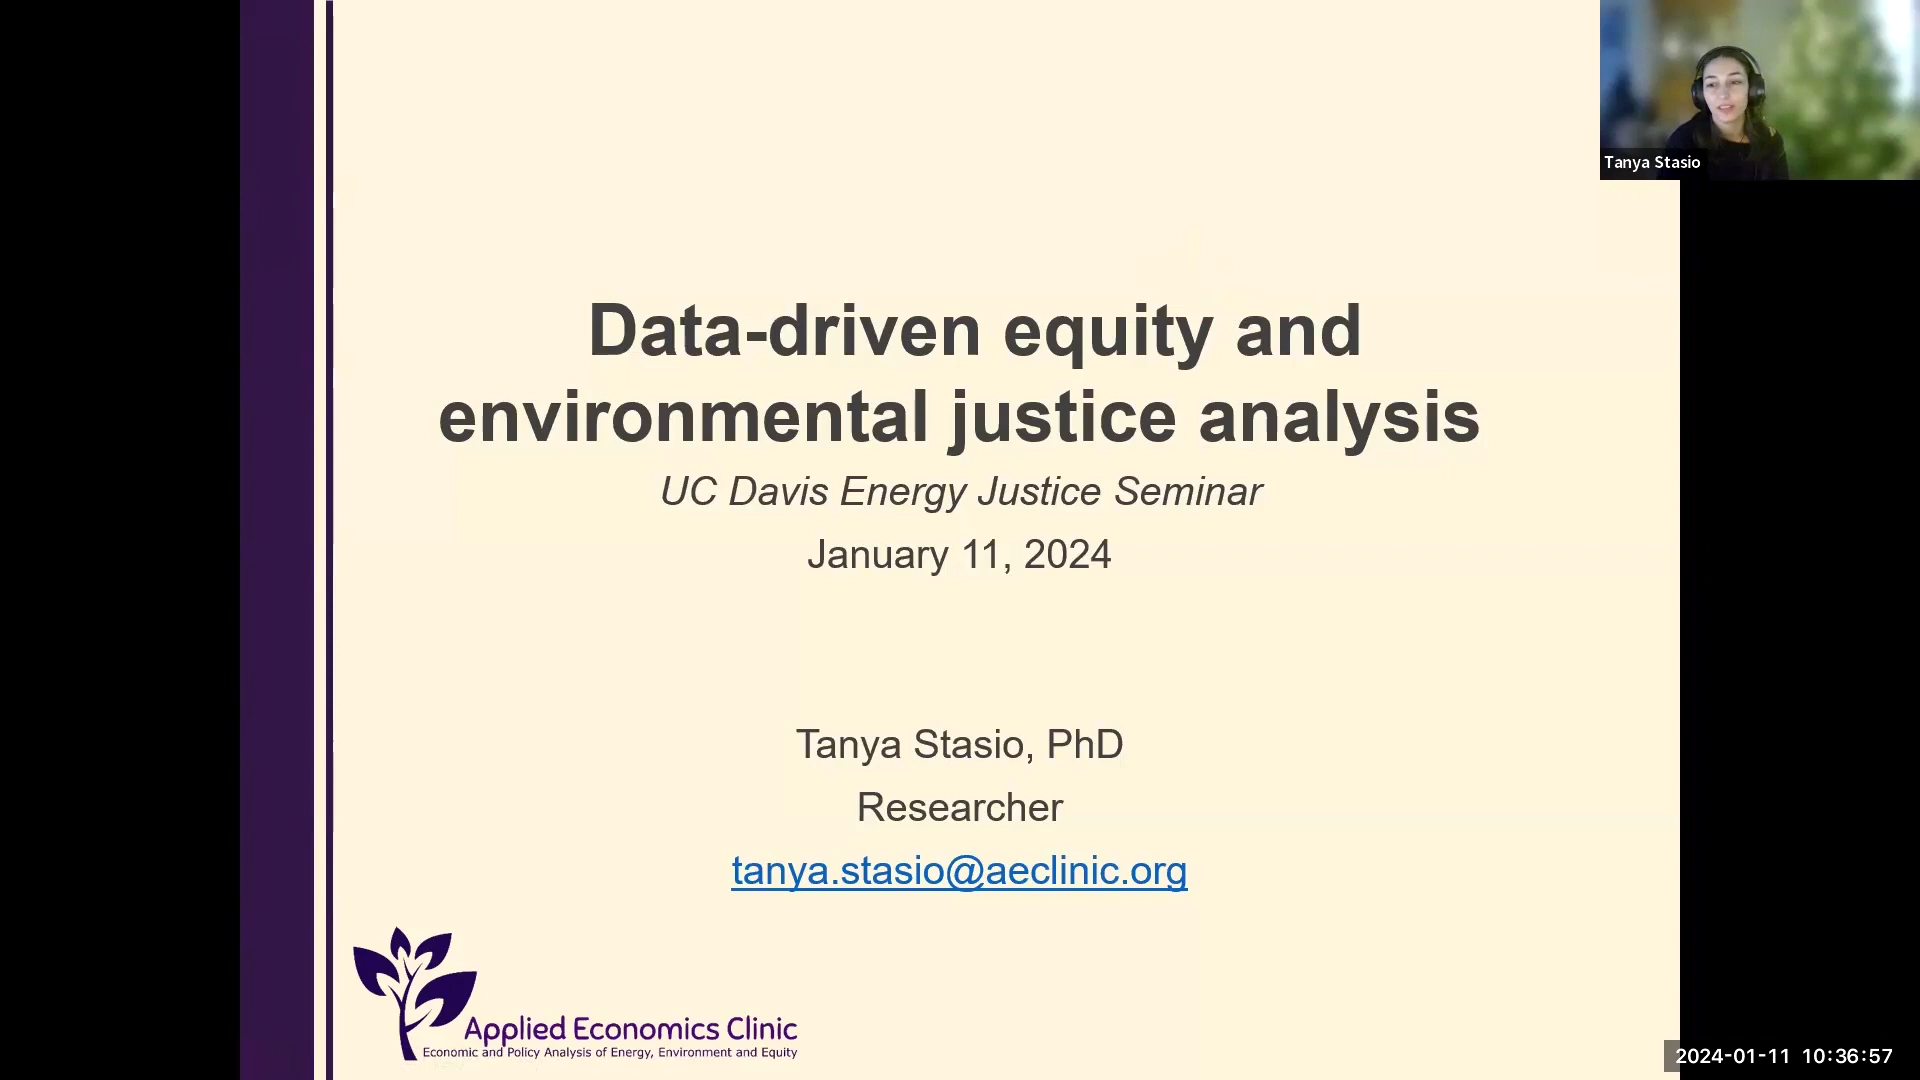 Tanya Stasio
Data-driven equity and
environmental justice analysis
UC Davis Energy Justice Seminar
January 11, 2024
Tanya Stasio, PhD
Researcher
tanya.stasio@aeclinic.org
Applied Economics Clinic
Economic and Policy Analysis of Energy, Environment and Equity
2024-01-11 10:36:57